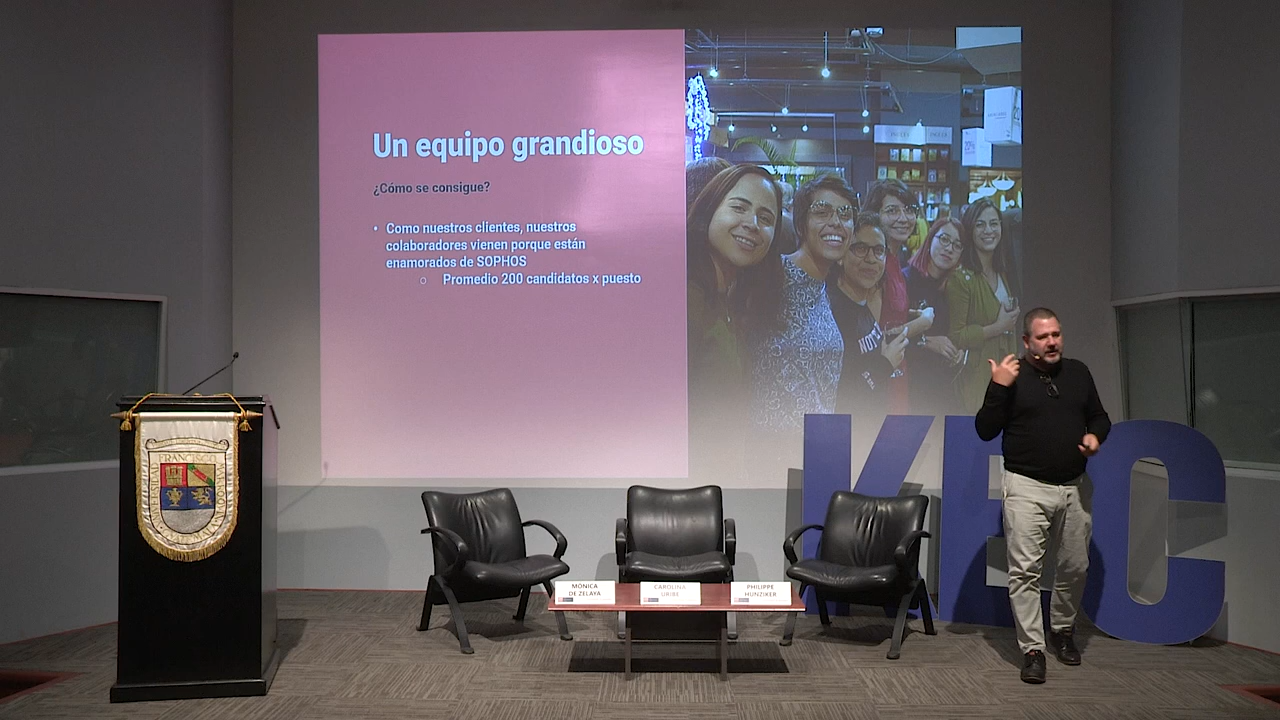 Un equipo grandioso
¿Cómo se consigue?
• Como nuestros clientes, nuestros
colaboradores vienen porque están
enamorados de SOPHOS
○ Promedio 200 candidatos x puesto
KEC
FRANCISCO
MÓNICA
DE ZELAYA
CAROLINA
URIBE
PHILIPPE
HUNZIKER